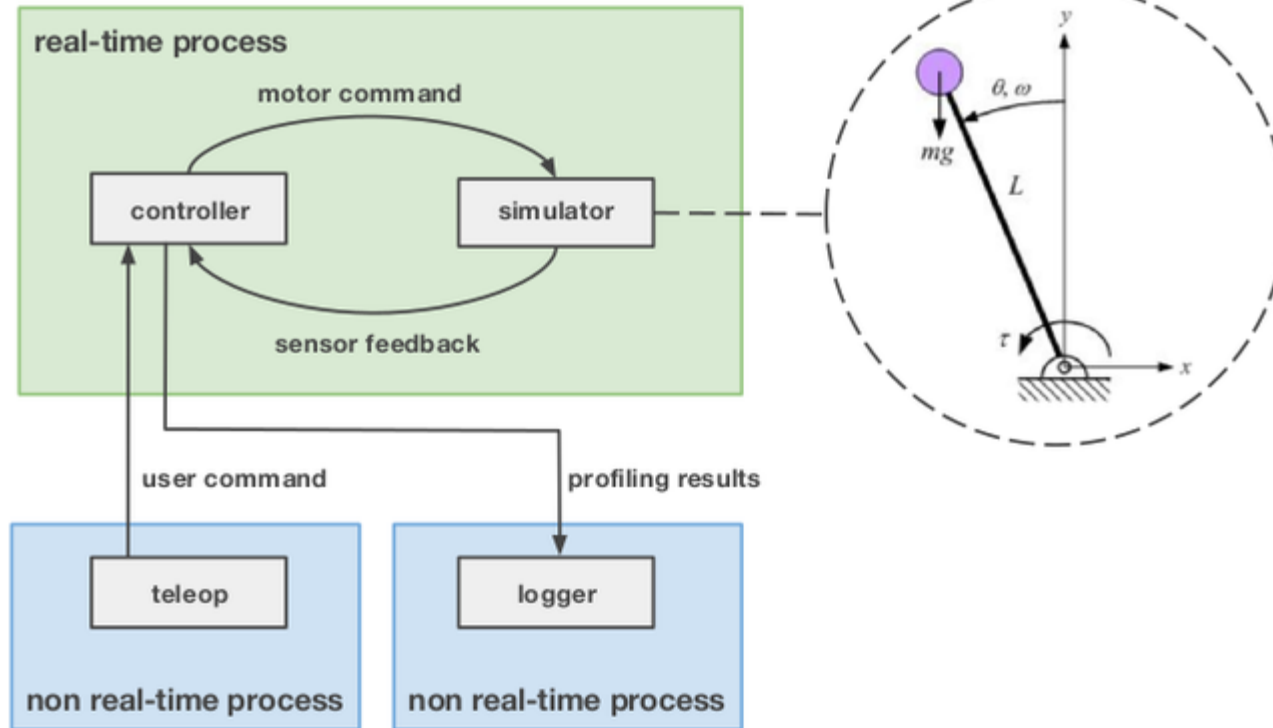 real-time process
motor command
controller
simulator
sensor feedback
user command
profiling results
teleop
logger
non real-time process
non real-time process
y
θ, ω
mg
L
τ
x